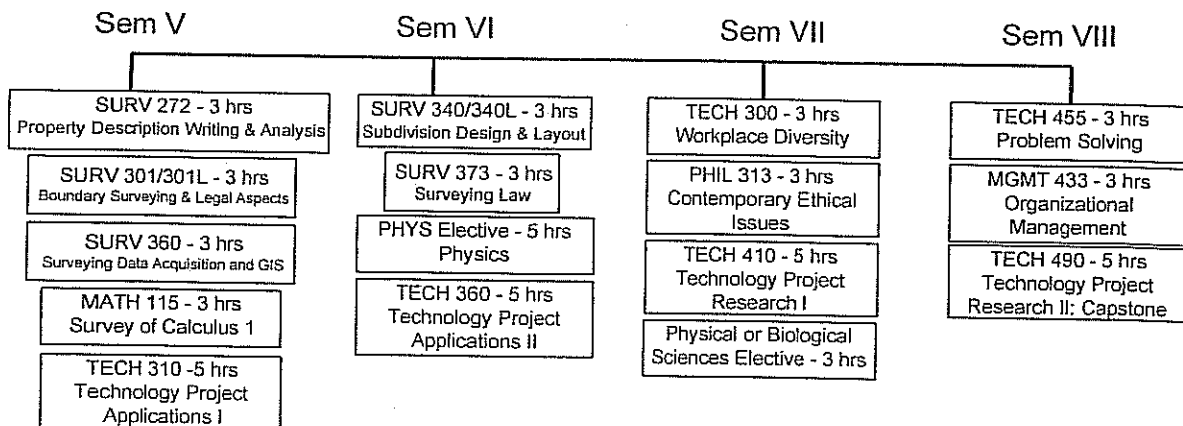 Sem V
SURV 272 - 3 hrs
Property Description Writing & Analysis
SURV 301/301L - 3 hrs
Boundary Surveying & Legal Aspects
SURV 360 - 3 hrs
Surveying Data Acquisition and GIS
MATH 115 - 3 hrs
Survey of Calculus 1
TECH 310 -5 hrs
Technology Project
Applications I
Sem VI
SURV 340/340L - 3 hrs
Subdivision Design & Layout
SURV 373 - 3 hrs
Surveying Law
PHYS Elective - 5 hrs
Physics
TECH 360 - 5 hrs
Technology Project
Applications II
Sem VII
TECH 300 - 3 hrs
Workplace Diversity
PHIL 313 - 3 hrs
Contemporary Ethical
Issues
TECH 410 - 5 hrs
Technology Project
Research I
Physical or Biological
Sciences Elective - 3 hrs
Sem VIII
TECH 455 - 3 hrs
Problem Solving
MGMT 433 - 3 hrs
Organizational
Management
TECH 490 - 5 hrs
Technology Project
Research II: Capstone